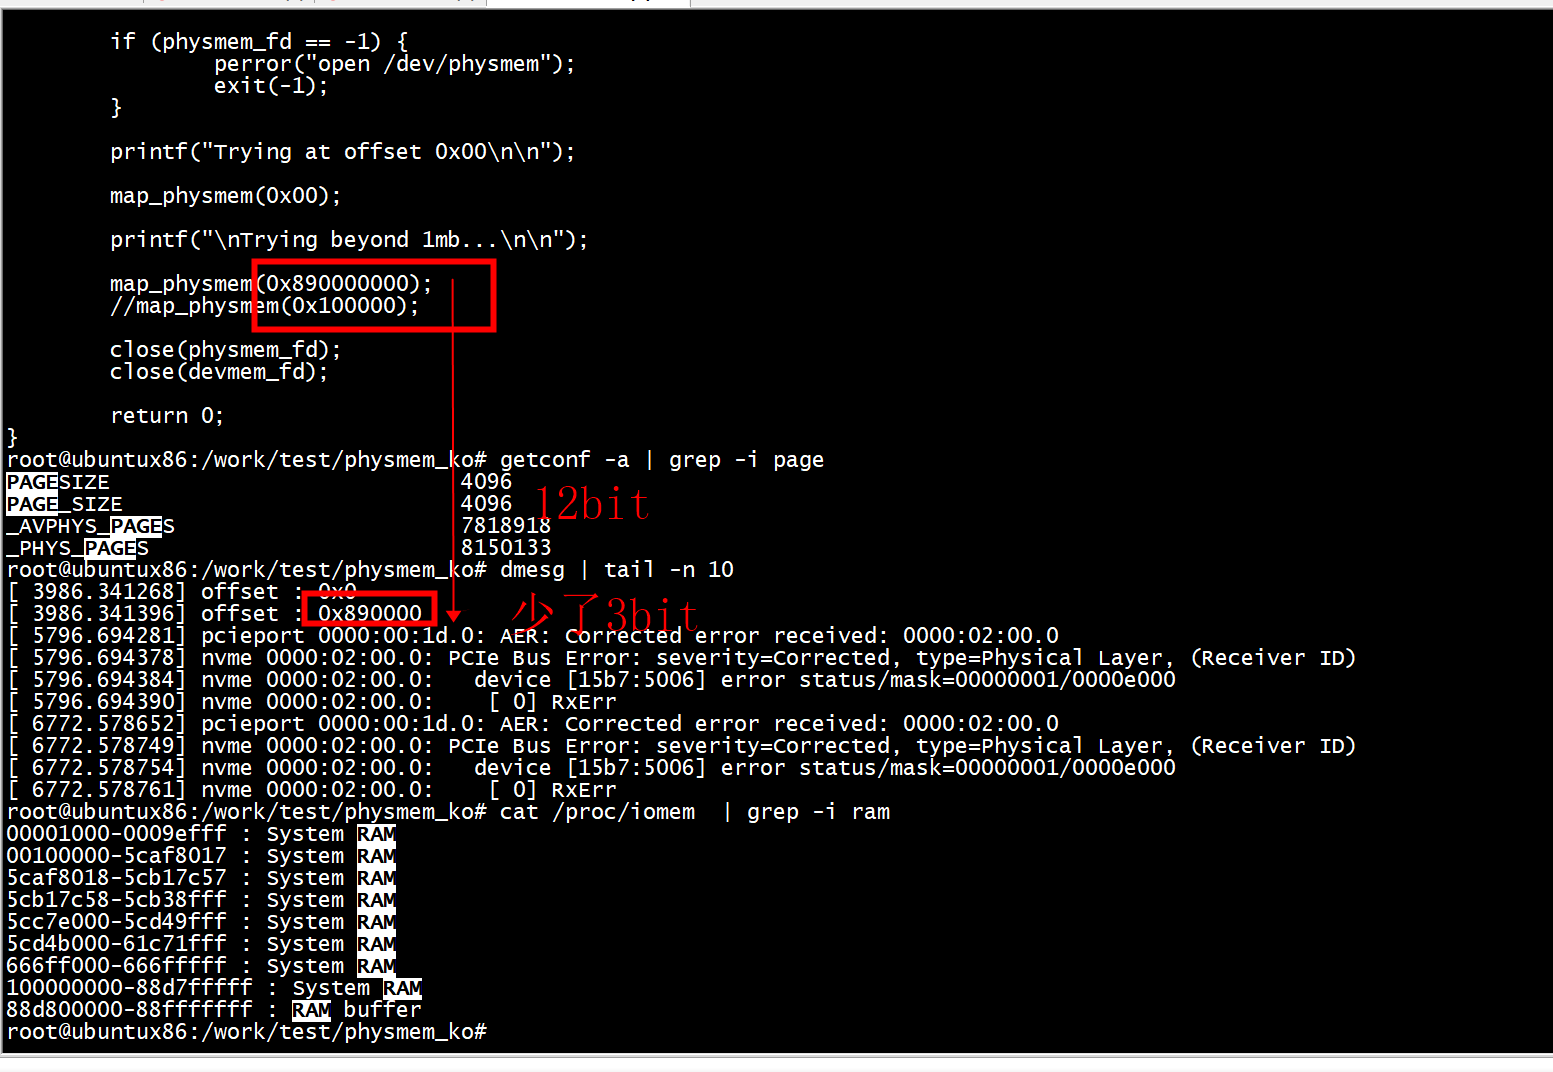 if (physmem_fd == -1) {
perror("open /dev/physmem");
exit(-1);
}
printf("Trying at offset 0x00\n\n");
map_physmem(0x00);
printf("\nTrying beyond 1mb...\n\n");
map_physmem(0x890000000);
//map_physmem(0x100000);
close(physmem_fd);
close(devmem_fd);
return 0;
}
root@ubuntux86:/work/test/physmem_ko# getconf -a | grep -i page
PAGESIZE 4096
PAGE_SIZE 4096
12bit
_AVPHYS_PAGES 7818918
_PHYS_PAGES 8150133
root@ubuntux86:/work/test/physmem_ko# dmesg | tail -n 10
[ 3986.341268] offset : 0x0
[ 3986.341396] offset : 0x890000
少了3bit
[ 5796.694281] pcieport 0000:00:1d.0: AER: Corrected error received: 0000:02:00.0
[ 5796.694378] nvme 0000:02:00.0: PCIe Bus Error: severity=Corrected, type=Physical Layer, (Receiver ID)
[ 5796.694384] nvme 0000:02:00.0:   device [15b7:5006] error status/mask=00000001/0000e000
[ 5796.694390] nvme 0000:02:00.0:    [ 0] RxErr
[ 6772.578652] pcieport 0000:00:1d.0: AER: Corrected error received: 0000:02:00.0
[ 6772.578749] nvme 0000:02:00.0: PCIe Bus Error: severity=Corrected, type=Physical Layer, (Receiver ID)
[ 6772.578754] nvme 0000:02:00.0:   device [15b7:5006] error status/mask=00000001/0000e000
[ 6772.578761] nvme 0000:02:00.0:    [ 0] RxErr
root@ubuntux86:/work/test/physmem_ko# cat /proc/iomem  | grep -i ram
00001000-0009efff : System RAM
00100000-5caf8017 : System RAM
5caf8018-5cb17c57 : System RAM
5cb17c58-5cb38fff : System RAM
5cc7e000-5cd49fff : System RAM
5cd4b000-61c71fff : System RAM
666ff000-666fffff : System RAM
100000000-88d7fffff : System RAM
88d800000-88fffffff : RAM buffer
root@ubuntux86:/work/test/physmem_ko#